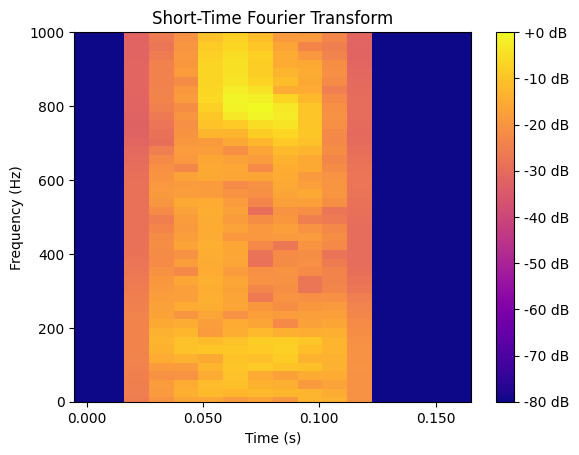 Short-Time Fourier Transform
Frequency (Hz)
1000
800
600
400
200
0
0.000
0.050
0.100
0.150
Time (s)
+0 dB
-10 dB
-20 dB
-30 dB
-40 dB
-50 dB
-60 dB
-70 dB
-80 dB